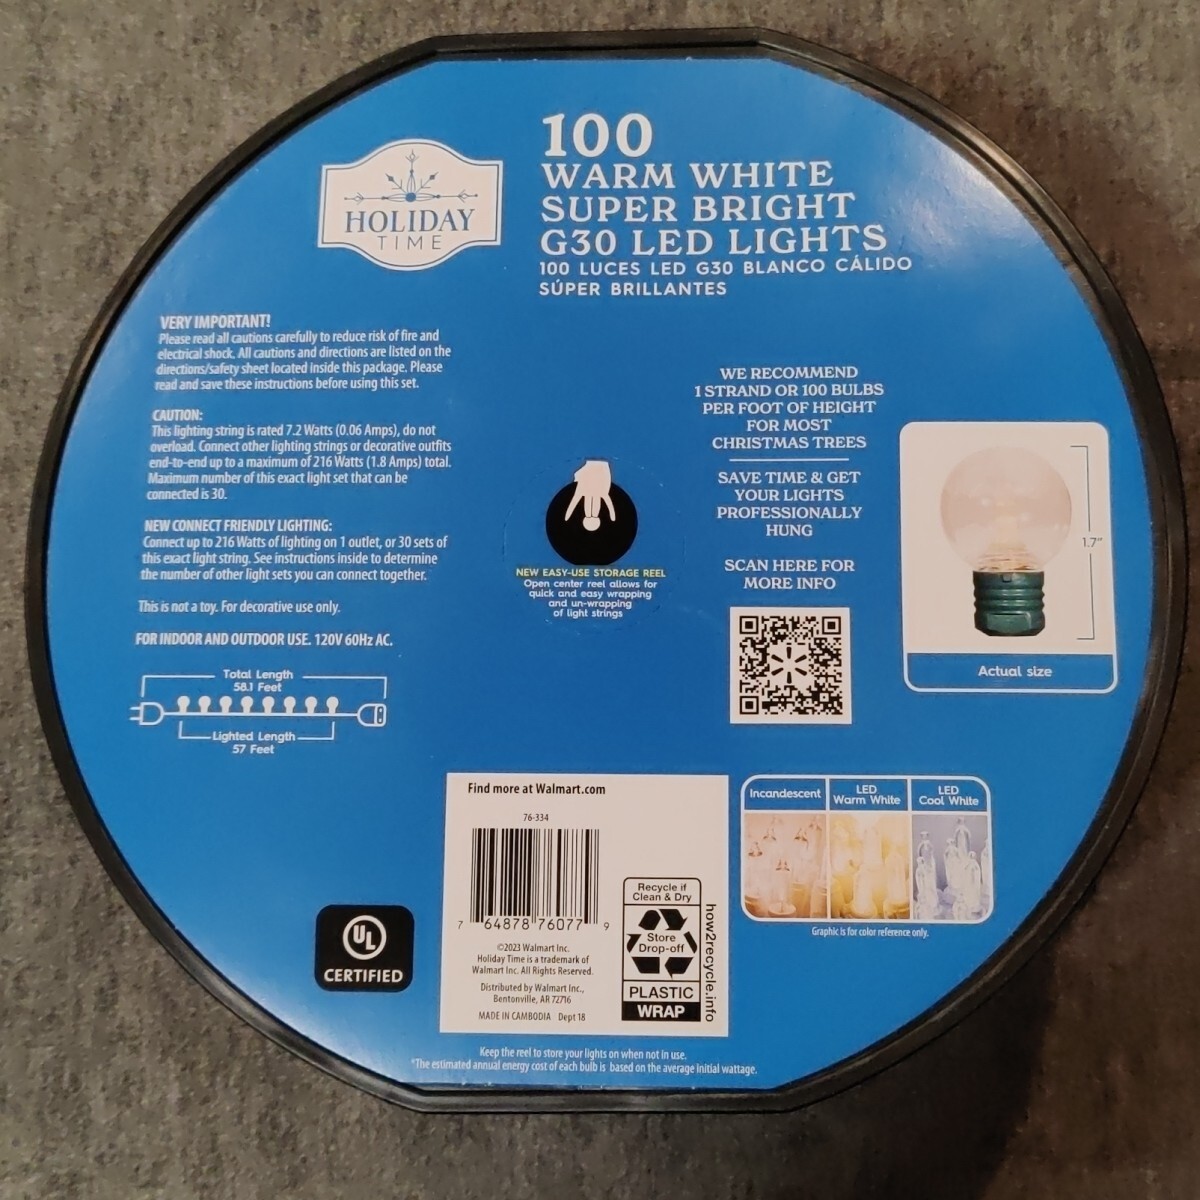 HOLIDAY
TIME
100
WARM WHITE
SUPER BRIGHT
G30 LED LIGHTS
100 LUCES LED G30 BLANCO CÁLIDO
SÚPER BRILLANTES
VERY IMPORTANT!
Please read all cautions carefully to reduce risk of fire and
electrical shock. All cautions and directions are listed on the
directions/safety sheet located inside this package. Please
read and save these instructions before using this set.
CAUTION:
This lighting string is rated 7.2 Watts (0.06 Amps), do not
overload. Connect other lighting strings or decorative outfits
end-to-end up to a maximum of 216 Watts (1.8 Amps) total.
Maximum number of this exact light set that can be
connected is 30.
NEW CONNECT FRIENDLY LIGHTING:
Connect up to 216 Watts of lighting on 1 outlet, or 30 sets of
this exact light string. See instructions inside to determine
the number of other light sets you can connect together.
This is not a toy. For decorative use only.
FOR INDOOR AND OUTDOOR USE. 120V 60Hz AC.
Total Length
58.1 Feet
Lighted Length
57 Feet
NEW EASY-USE STORAGE REEL
Open center reel allows for
quick and easy wrapping
and un-wrapping
of light strings
WE RECOMMEND
1 STRAND OR 100 BULBS
PER FOOT OF HEIGHT
FOR MOST
CHRISTMAS TREES
SAVE TIME & GET
YOUR LIGHTS
PROFESSIONALLY
HUNG
SCAN HERE FOR
MORE INFO
1.7"
Actual size
Incandescent
LED
Warm White
LED
Cool White
Graphic is for color reference only.
Find more at Walmart.com
76-334
7 64878 76077 9
©2023 Walmart Inc.
Holiday Time is a trademark of
Walmart Inc. All Rights Reserved.
Distributed by Walmart Inc.,
Bentonville, AR 72716
MADE IN CAMBODIA Dept 18
Recycle if
Clean & Dry
Store
Drop-off
PLASTIC
WRAP
how2recycle.info
UL
CERTIFIED
Keep the reel to store your lights on when not in use.
*The estimated annual energy cost of each bulb is based on the average initial wattage.